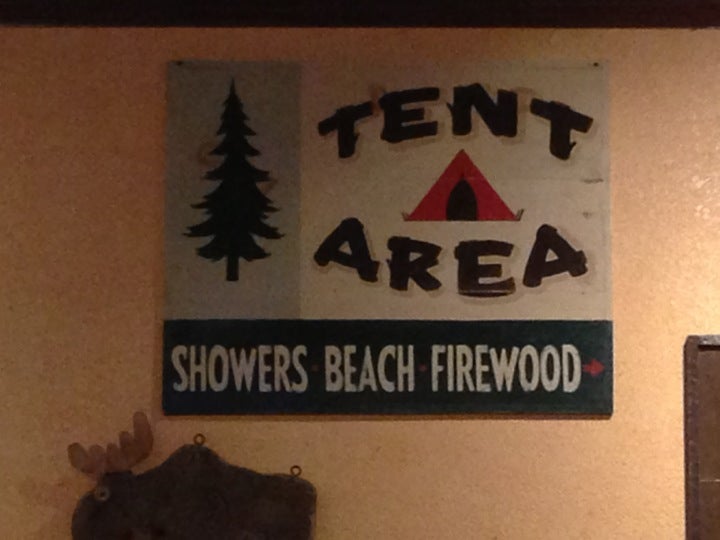 TENT
AREA
SHOWERS · BEACH · FIREWOOD →